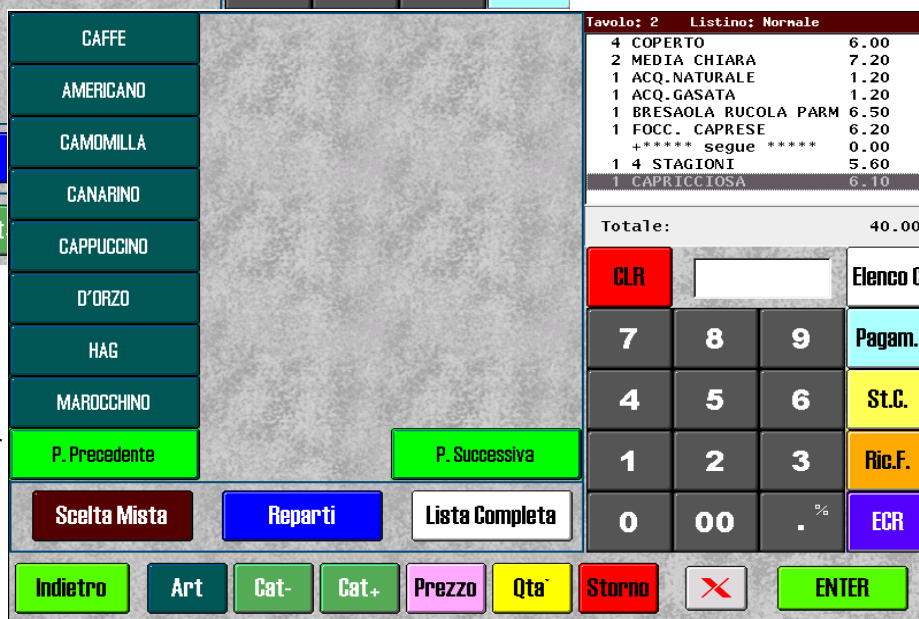 CAFFE
AMERICANO
CAMOMILLA
CANARINO
CAPPUCCINO
D'ORZO
HAG
MAROCCHINO
P. Precedente
P. Successiva
Scelta Mista
Reparti
Lista Completa
Tavolo: 2 Listino: Normale
4 COPERTO 6.00
2 MEDIA CHIARA 7.20
1 ACQ.NATURALE 1.20
1 ACQ.GASATA 1.20
1 BRESAOLA RUCOLA PARM 6.50
1 FOCC. CAPRESE 6.20
+***** segue ***** 0.00
1 4 STAGIONI 5.60
1 CAPRICCIOSA 6.10
Totale: 40.00
CLR
Elenco
7 8 9 Pagam.
4 5 6 St.C.
1 2 3 Ric.F.
0 00 . % ECR
Indietro
Art
Cat-
Cat+
Prezzo
Qta`
Storno
X
ENTER